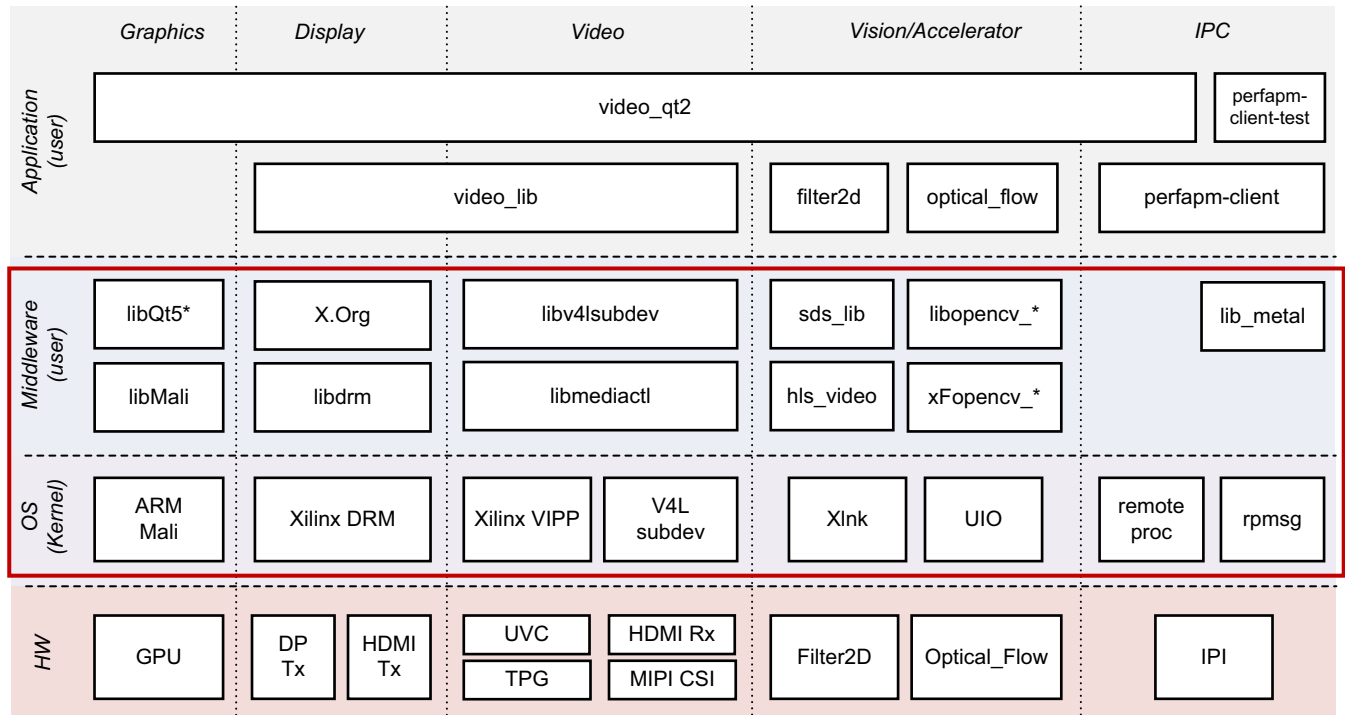 Graphics
Display
Video
Vision/Accelerator
IPC
Application
(user)
video_qt2
perfapm-
client-test
video_lib
filter2d
optical_flow
perfapm-client
Middleware
(user)
libQt5*
X.Org
libv4lsubdev
sds_lib
libopencv_*
lib_metal
libMali
libdrm
libmediactl
hls_video
xFopencv_*
OS
(Kernel)
ARM
Mali
Xilinx DRM
Xilinx VIPP
V4L
subdev
Xlnk
UIO
remote
proc
rpmsg
HW
GPU
DP
Tx
HDMI
Tx
UVC
HDMI Rx
TPG
MIPI CSI
Filter2D
Optical_Flow
IPI